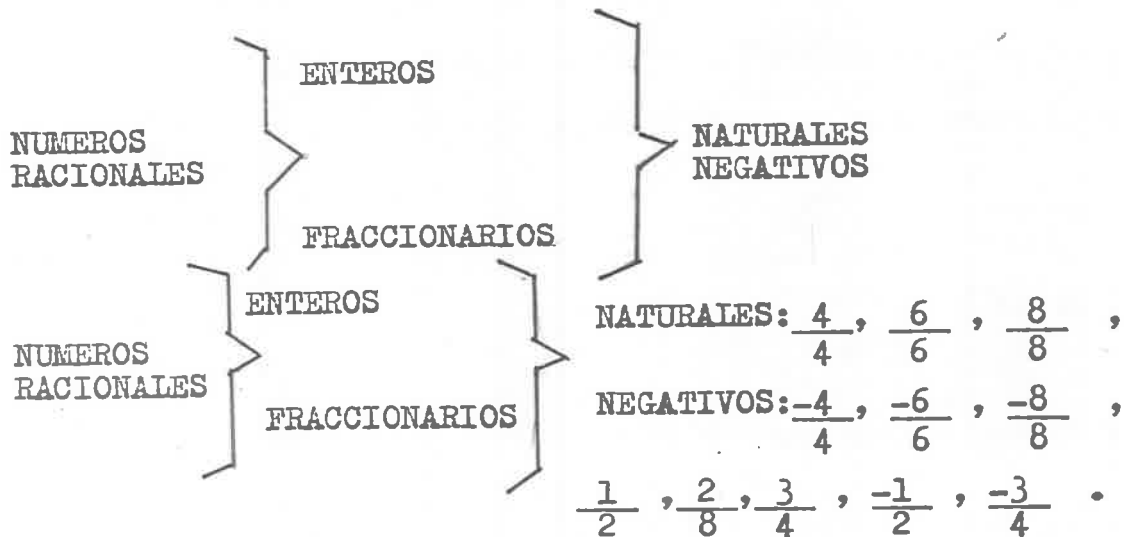 ENTEROS
NUMEROS
RACIONALES
NATURALES
NEGATIVOS
FRACCIONARIOS
ENTEROS
NUMEROS
RACIONALES
FRACCIONARIOS
NATURALES: 4/4, 6/6, 8/8,
NEGATIVOS: -4/4, -6/6, -8/8,
1/2, 2/8, 3/4, -1/2, -3/4.